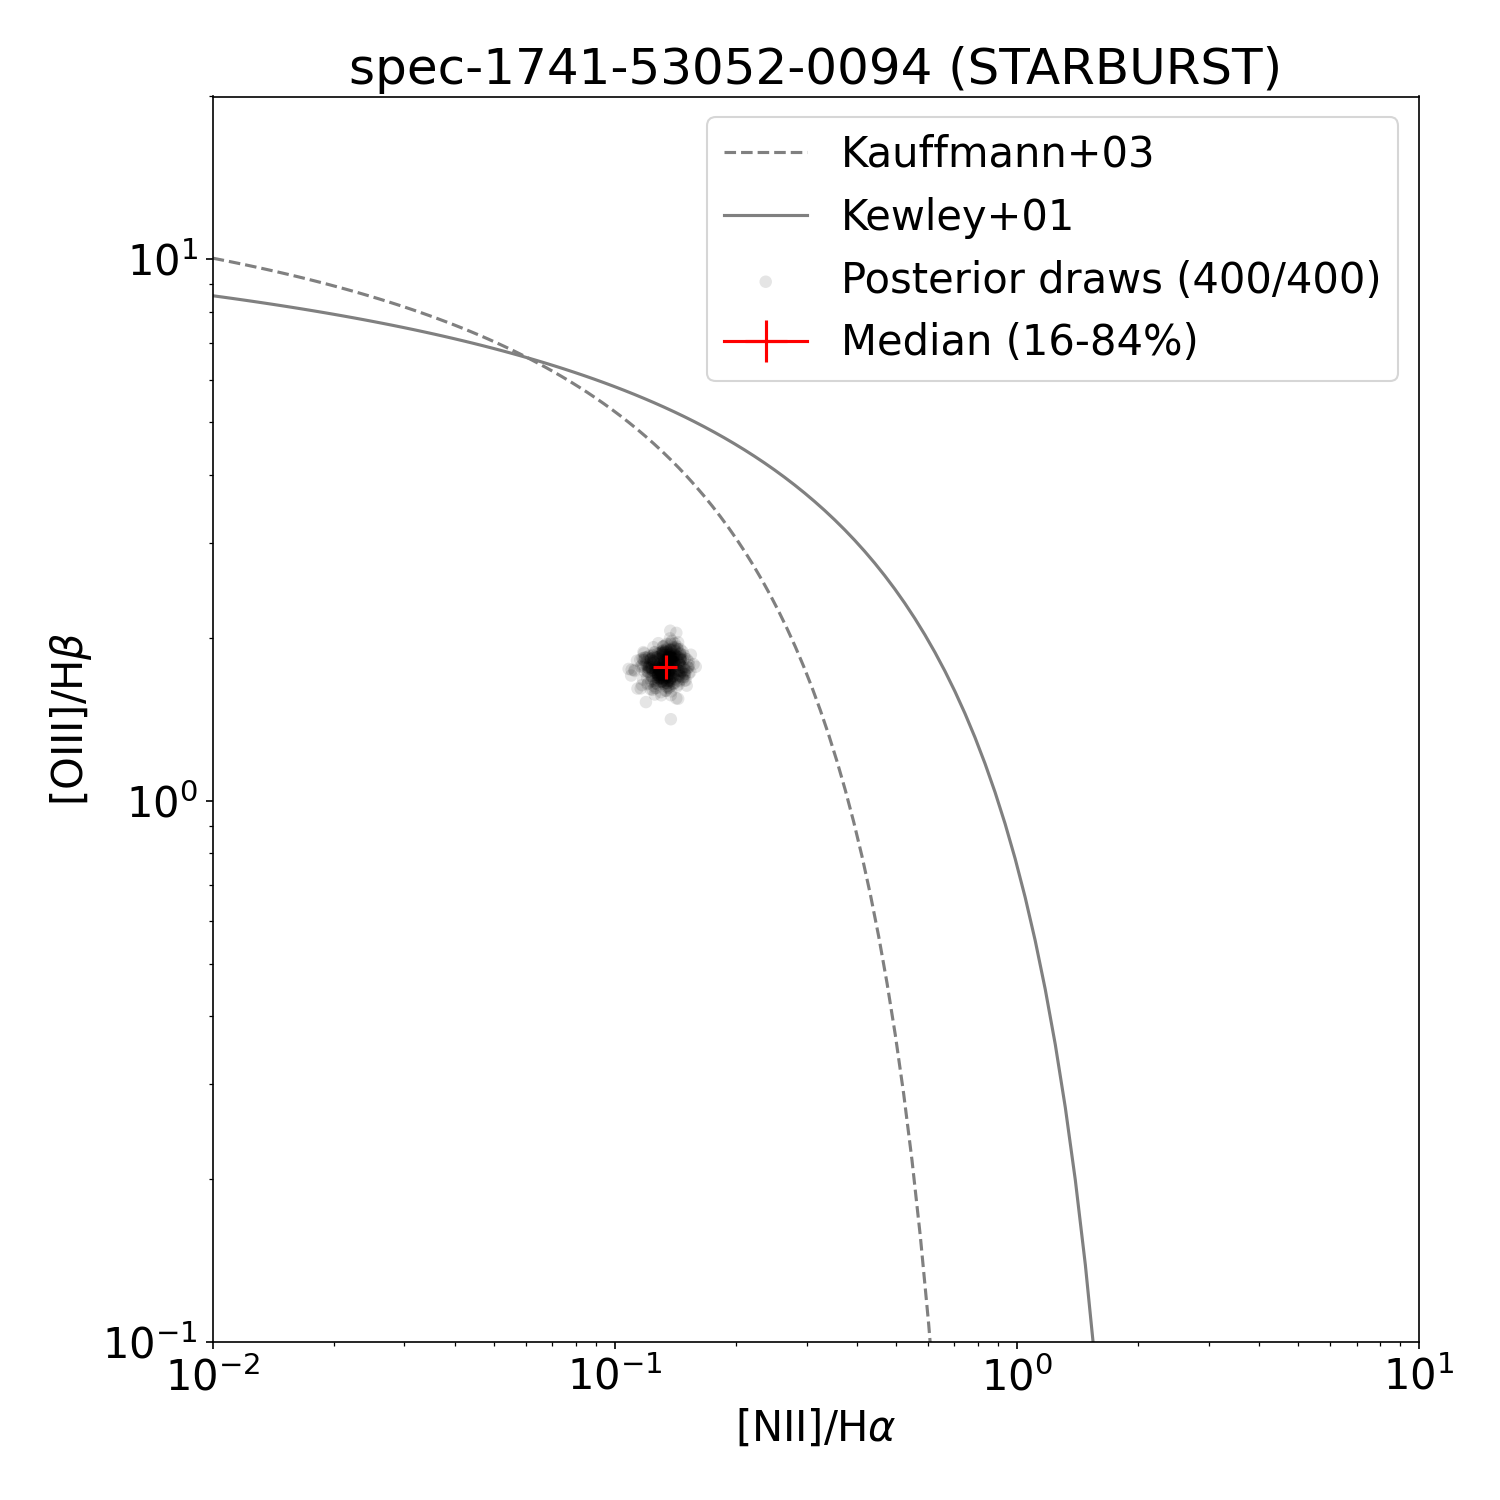 spec-1741-53052-0094 (STARBURST)
Kauffmann+03
Kewley+01
Posterior draws (400/400)
Median (16-84%)
10¹
10⁰
10⁻¹
[OIII]/Hβ
10⁻²
10⁻¹
10⁰
10¹
[NII]/Hα